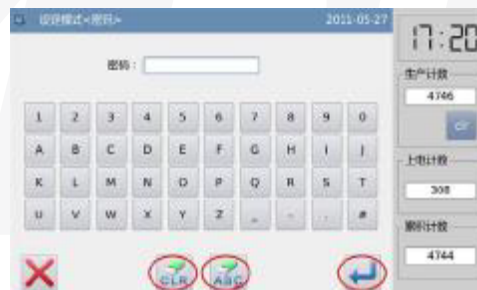 设定模式<密码> 2011-05-27
17:20
密码：
生产计数
4746
clr
1 2 3 4 5 6 7 8 9 0
A B C D E F G H I J
K L M N O P Q R S T
U V W X Y Z _ - . #
上电计数
308
累积计数
4744
CLR ABC